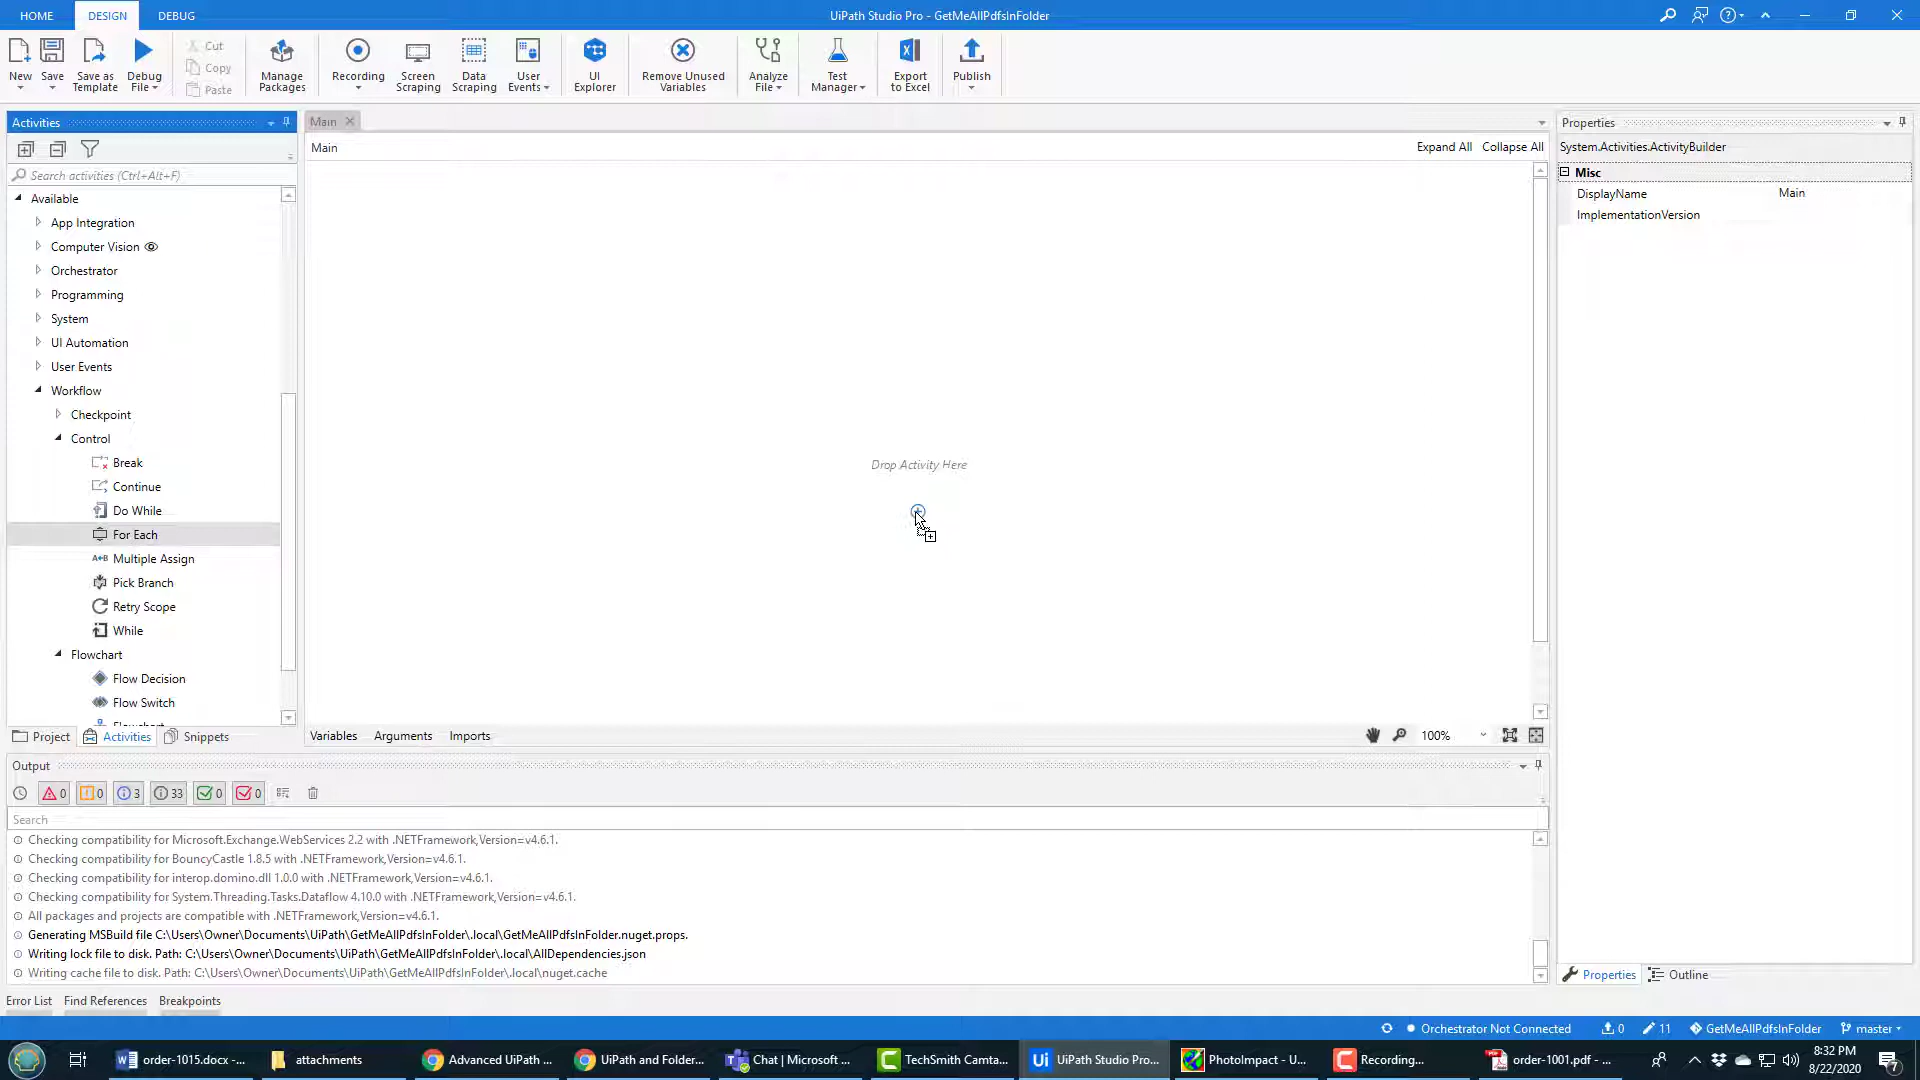 HOME DESIGN DEBUG UiPath Studio Pro - GetMeAllPdfsInFolder
New Save Save as Template Debug File
Cut
Copy
Paste
Manage Packages
Recording
Screen Scraping
Data Scraping
User Events
UI Explorer
Remove Unused Variables
Analyze File
Test Manager
Export to Excel
Publish
Activities
Search activities (Ctrl+Alt+F)
Available
App Integration
Computer Vision
Orchestrator
Programming
System
UI Automation
User Events
Workflow
Checkpoint
Control
Break
Continue
Do While
For Each
A+B Multiple Assign
Pick Branch
Retry Scope
While
Flowchart
Flow Decision
Flow Switch
Flowchart
Project Activities Snippets
Main
Main Expand All Collapse All
Drop Activity Here
Variables Arguments Imports 100%
Properties
System.Activities.ActivityBuilder
Misc
DisplayName Main
ImplementationVersion
Properties Outline
Output
0 0 3 33 0 0
Search
Checking compatibility for Microsoft.Exchange.WebServices 2.2 with .NETFramework,Version=v4.6.1.
Checking compatibility for BouncyCastle 1.8.5 with .NETFramework,Version=v4.6.1.
Checking compatibility for interop.domino.dll 1.0.0 with .NETFramework,Version=v4.6.1.
Checking compatibility for System.Threading.Tasks.Dataflow 4.10.0 with .NETFramework,Version=v4.6.1.
All packages and projects are compatible with .NETFramework,Version=v4.6.1.
Generating MSBuild file C:\Users\Owner\Documents\UiPath\GetMeAllPdfsInFolder\.local\GetMeAllPdfsInFolder.nuget.props.
Writing lock file to disk. Path: C:\Users\Owner\Documents\UiPath\GetMeAllPdfsInFolder\.local\AllDependencies.json
Writing cache file to disk. Path: C:\Users\Owner\Documents\UiPath\GetMeAllPdfsInFolder\.local\nuget.cache
Error List Find References Breakpoints
Orchestrator Not Connected 0 11 GetMeAllPdfsInFolder master
order-1015.docx -... attachments Advanced UiPath ... UiPath and Folder... Chat | Microsoft ... TechSmith Camta... Ui UiPath Studio Pro... PhotoImpact - U... Recording... order-1001.pdf - ... 8:32 PM
8/22/2020
7